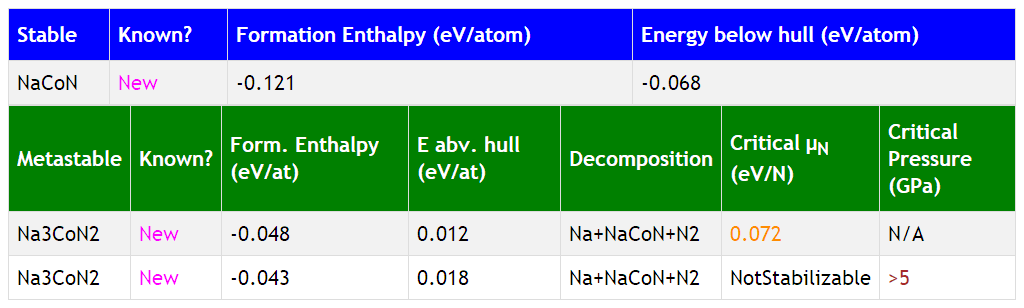 Stable Known? Formation Enthalpy (eV/atom) Energy below hull (eV/atom)
NaCoN New -0.121 -0.068
Metastable Known? Form. Enthalpy (eV/at) E abv. hull (eV/at) Decomposition Critical μN (eV/N) Critical Pressure (GPa)
Na3CoN2 New -0.048 0.012 Na+NaCoN+N2 0.072 N/A
Na3CoN2 New -0.043 0.018 Na+NaCoN+N2 NotStabilizable >5